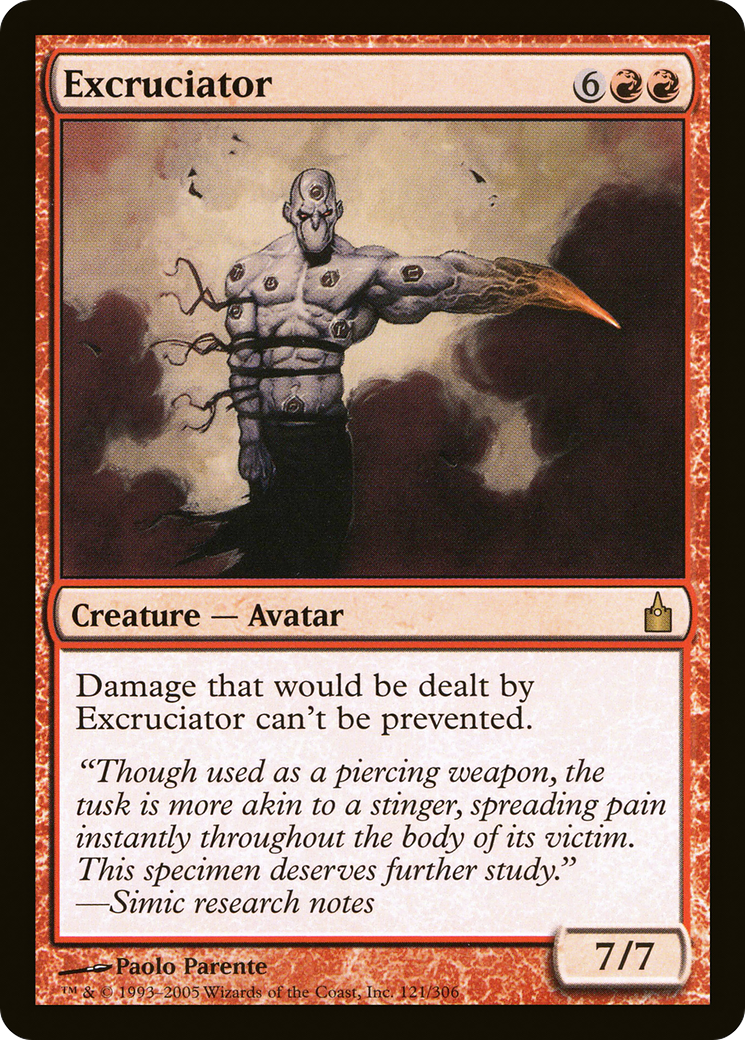 Excruciator 6
Creature — Avatar
Damage that would be dealt by
Excruciator can't be prevented.
“Though used as a piercing weapon, the
tusk is more akin to a stinger, spreading pain
instantly throughout the body of its victim.
This specimen deserves further study.”
—Simic research notes
7/7
Paolo Parente
™ & © 1993–2005 Wizards of the Coast, Inc. 121/306